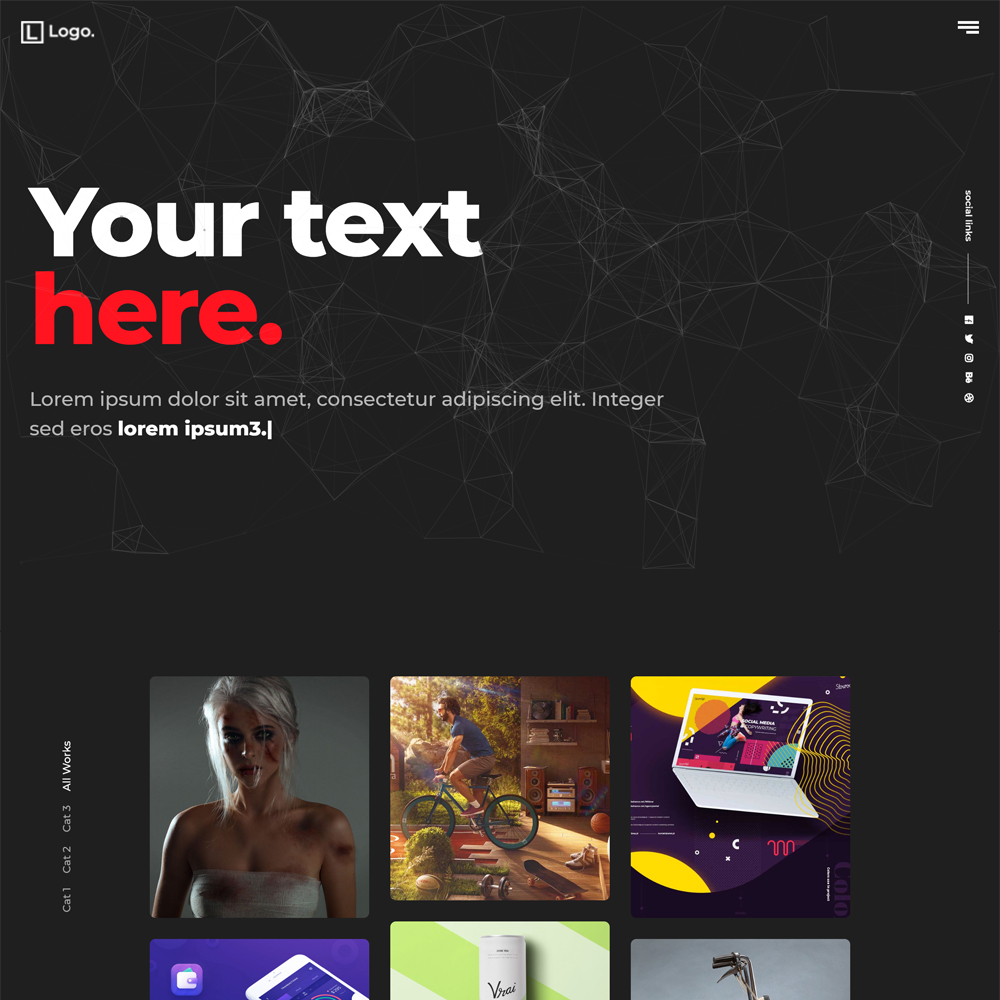 L Logo.
Your text
here.
social links
Lorem ipsum dolor sit amet, consectetur adipiscing elit. Integer
sed eros lorem ipsum3.|
All Works
Cat 3
Cat 2
Cat 1
SOCIAL MEDIA
COPYWRITING
Vrai